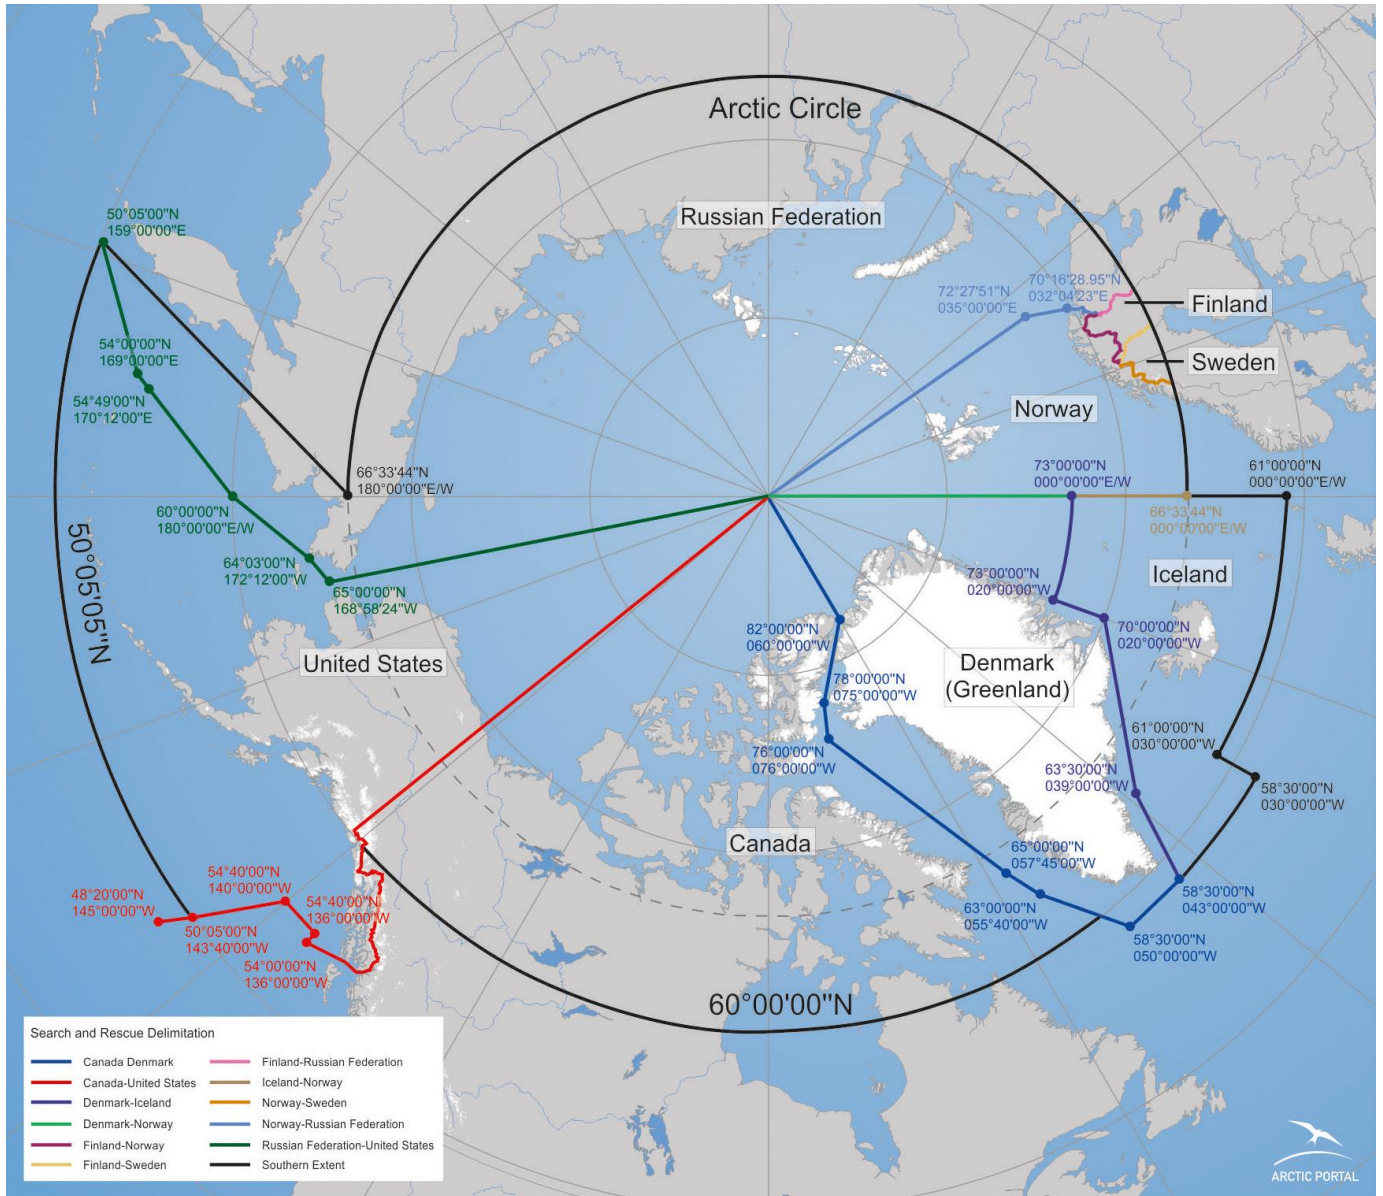 Arctic Circle
Russian Federation
50°05'00"N
159°00'00"E
72°27'51"N
035°00'00"E
70°16'28.95"N
032°04'23"E
Finland
Sweden
54°00'00"N
169°00'00"E
54°49'00"N
170°12'00"E
Norway
66°33'44"N
180°00'00"E/W
73°00'00"N
000°00'00"E/W
61°00'00"N
000°00'00"E/W
60°00'00"N
180°00'00"E/W
66°33'44"N
000°00'00"E/W
50°05'05"N
64°03'00"N
172°12'00"W
65°00'00"N
168°58'24"W
73°00'00"N
020°00'00"W
Iceland
82°00'00"N
060°00'00"W
70°00'00"N
020°00'00"W
United States
Denmark
(Greenland)
78°00'00"N
075°00'00"W
76°00'00"N
076°00'00"W
61°00'00"N
030°00'00"W
63°30'00"N
039°00'00"W
58°30'00"N
030°00'00"W
Canada
65°00'00"N
057°45'00"W
54°40'00"N
140°00'00"W
48°20'00"N
145°00'00"W
54°40'00"N
136°00'00"W
58°30'00"N
043°00'00"W
63°00'00"N
055°40'00"W
50°05'00"N
143°40'00"W
58°30'00"N
050°00'00"W
54°00'00"N
136°00'00"W
60°00'00"N
Search and Rescue Delimitation
Canada Denmark
Canada-United States
Denmark-Iceland
Denmark-Norway
Finland-Norway
Finland-Sweden
Finland-Russian Federation
Iceland-Norway
Norway-Sweden
Norway-Russian Federation
Russian Federation-United States
Southern Extent
ARCTIC PORTAL